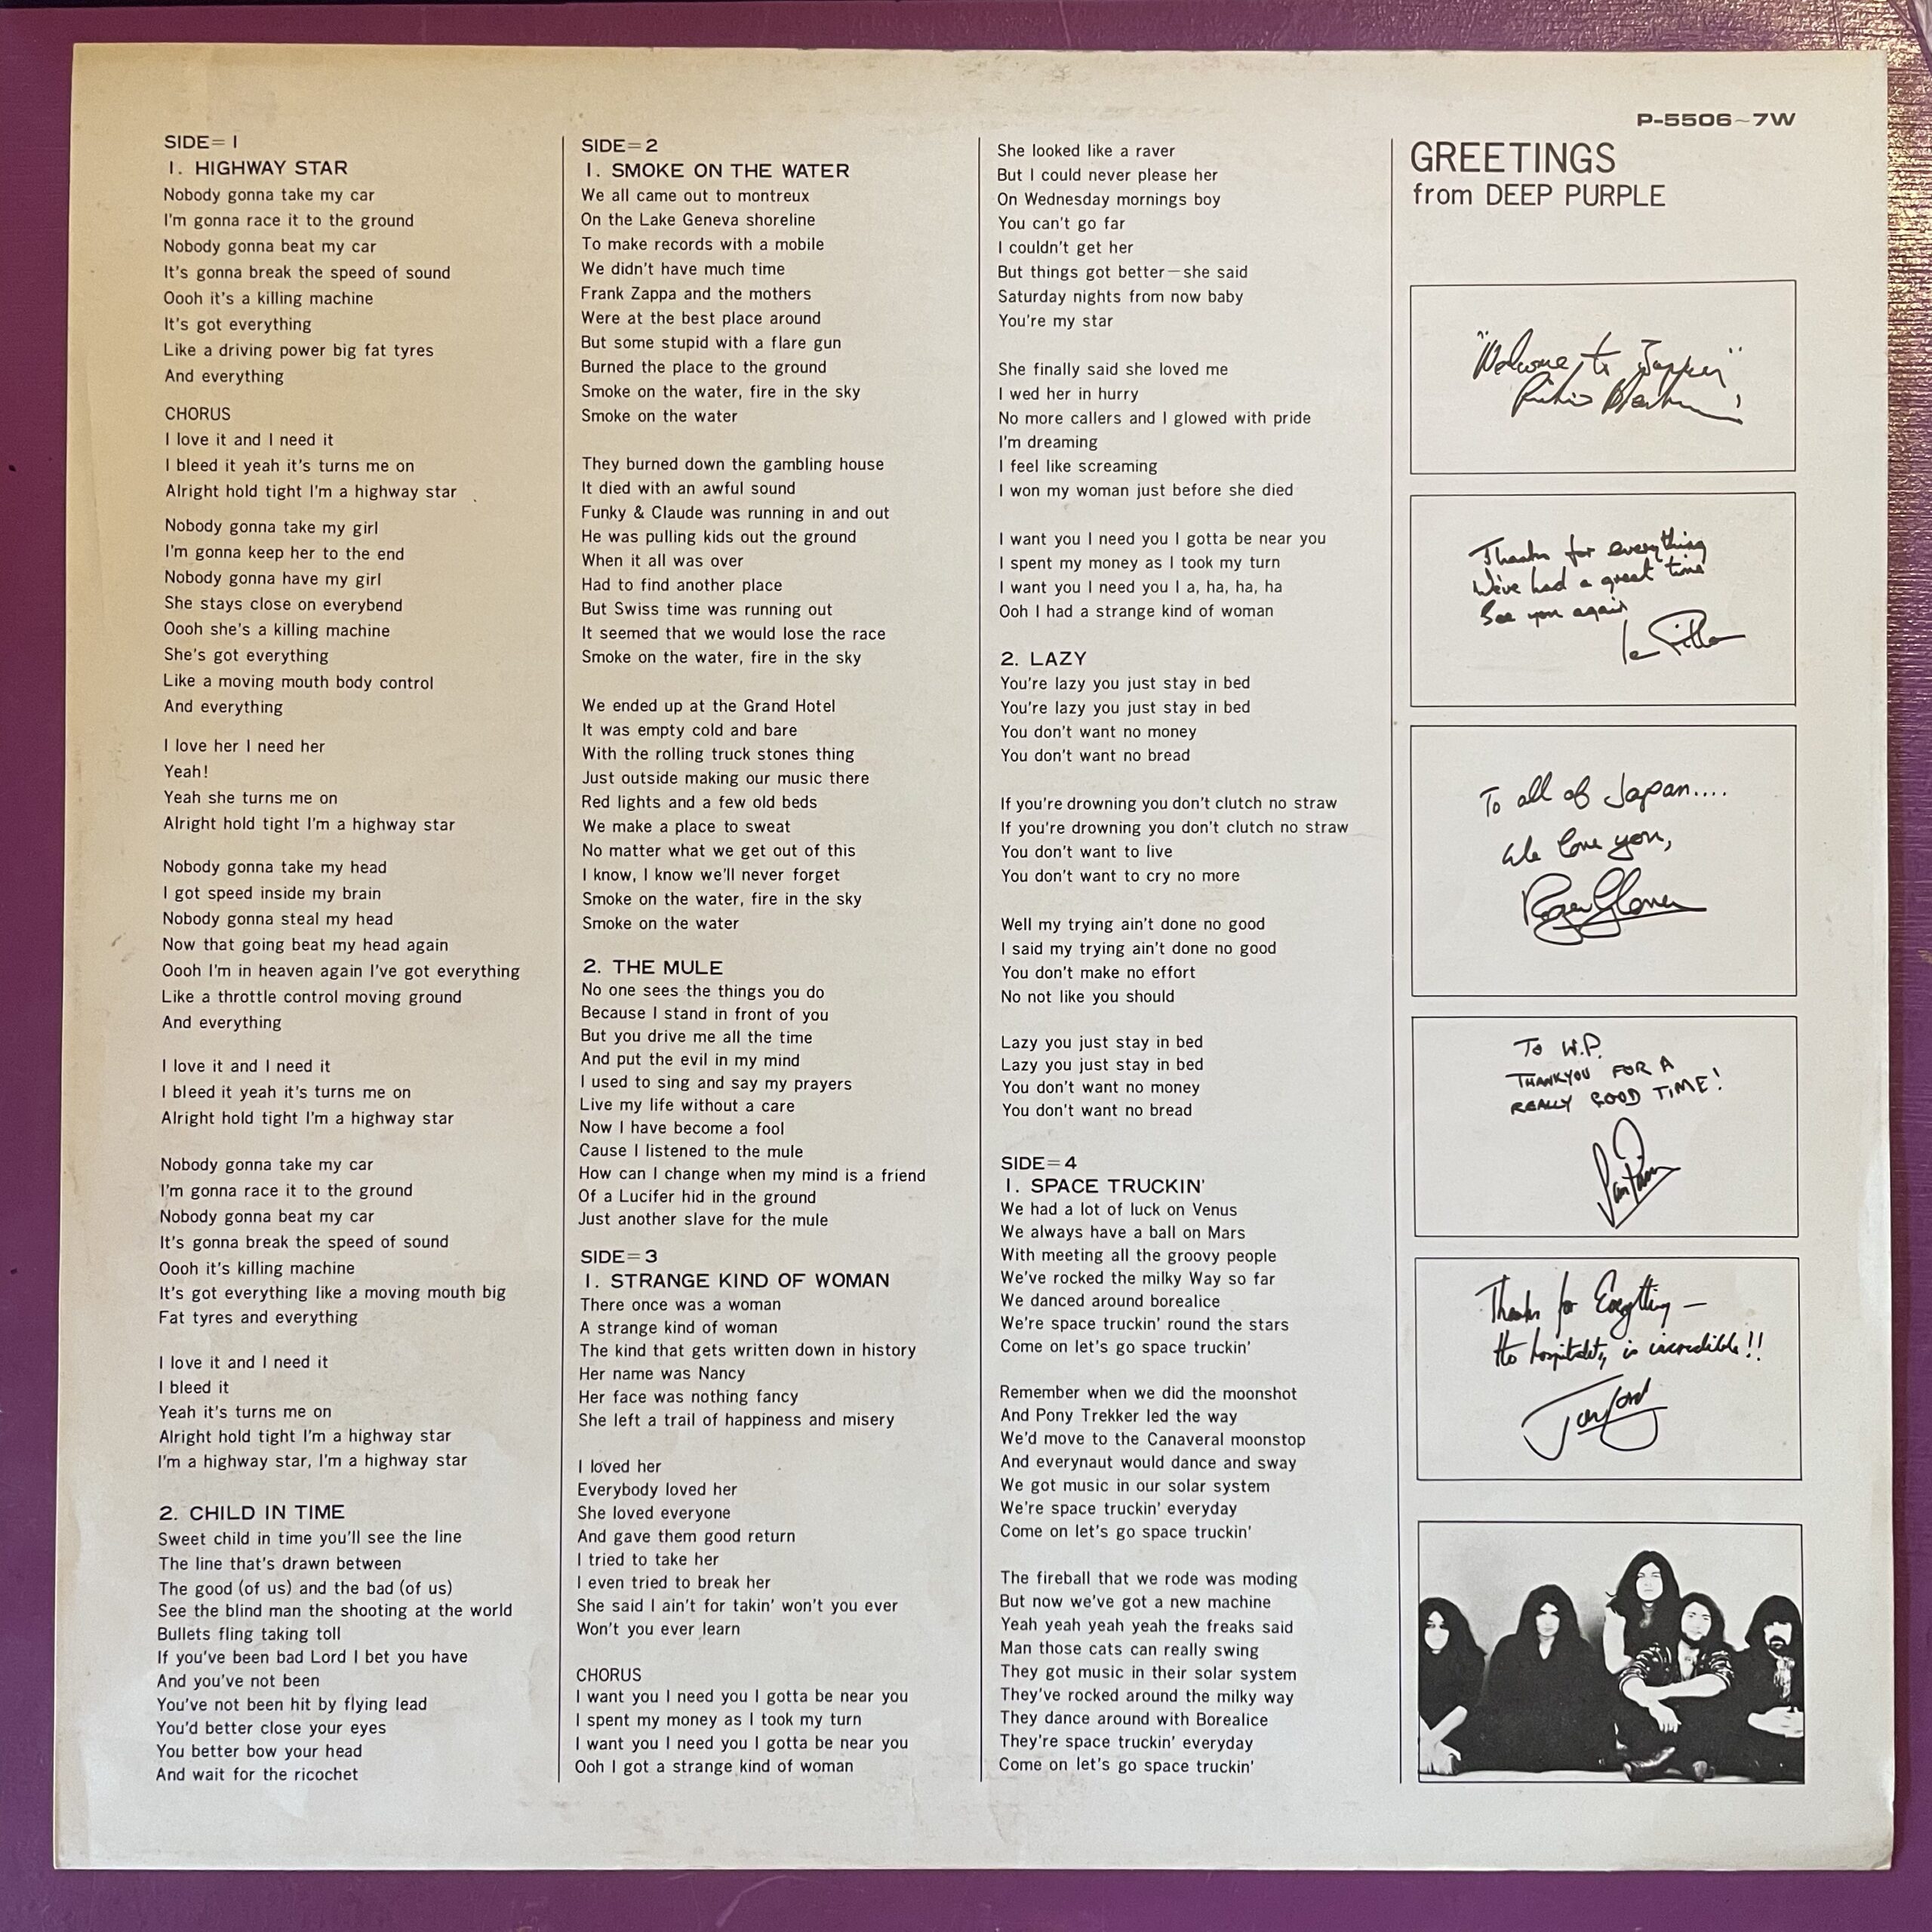 SIDE=1
1. HIGHWAY STAR
Nobody gonna take my car
I'm gonna race it to the ground
Nobody gonna beat my car
It's gonna break the speed of sound
Oooh it's a killing machine
It's got everything
Like a driving power big fat tyres
And everything
CHORUS
I love it and I need it
I bleed it yeah it's turns me on
Alright hold tight I'm a highway star
Nobody gonna take my girl
I'm gonna keep her to the end
Nobody gonna have my girl
She stays close on everybend
Oooh she's a killing machine
She's got everything
Like a moving mouth body control
And everything
I love her I need her
Yeah!
Yeah she turns me on
Alright hold tight I'm a highway star
Nobody gonna take my head
I got speed inside my brain
Nobody gonna steal my head
Now that going beat my head again
Oooh I'm in heaven again I've got everything
Like a throttle control moving ground
And everything
I love it and I need it
I bleed it yeah it's turns me on
Alright hold tight I'm a highway star
Nobody gonna take my car
I'm gonna race it to the ground
Nobody gonna beat my car
It's gonna break the speed of sound
Oooh it's killing machine
It's got everything like a moving mouth big
Fat tyres and everything
I love it and I need it
I bleed it
Yeah it's turns me on
Alright hold tight I'm a highway star
I'm a highway star, I'm a highway star
2. CHILD IN TIME
Sweet child in time you'll see the line
The line that's drawn between
The good (of us) and the bad (of us)
See the blind man the shooting at the world
Bullets fling taking toll
If you've been bad Lord I bet you have
And you've not been
You've not been hit by flying lead
You'd better close your eyes
You better bow your head
And wait for the ricochet
SIDE=2
1. SMOKE ON THE WATER
We all came out to montreux
On the Lake Geneva shoreline
To make records with a mobile
We didn't have much time
Frank Zappa and the mothers
Were at the best place around
But some stupid with a flare gun
Burned the place to the ground
Smoke on the water, fire in the sky
Smoke on the water
They burned down the gambling house
It died with an awful sound
Funky & Claude was running in and out
He was pulling kids out the ground
When it all was over
Had to find another place
But Swiss time was running out
It seemed that we would lose the race
Smoke on the water, fire in the sky
We ended up at the Grand Hotel
It was empty cold and bare
With the rolling truck stones thing
Just outside making our music there
Red lights and a few old beds
We make a place to sweat
No matter what we get out of this
I know, I know we'll never forget
Smoke on the water, fire in the sky
Smoke on the water
2. THE MULE
No one sees the things you do
Because I stand in front of you
But you drive me all the time
And put the evil in my mind
I used to sing and say my prayers
Live my life without a care
Now I have become a fool
Cause I listened to the mule
How can I change when my mind is a friend
Of a Lucifer hid in the ground
Just another slave for the mule
SIDE=3
1. STRANGE KIND OF WOMAN
There once was a woman
A strange kind of woman
The kind that gets written down in history
Her name was Nancy
Her face was nothing fancy
She left a trail of happiness and misery
I loved her
Everybody loved her
She loved everyone
And gave them good return
I tried to take her
I even tried to break her
She said I ain't for takin' won't you ever
Won't you ever learn
CHORUS
I want you I need you I gotta be near you
I spent my money as I took my turn
I want you I need you I gotta be near you
Ooh I got a strange kind of woman
She looked like a raver
But I could never please her
On Wednesday mornings boy
You can't go far
I couldn't get her
But things got better—she said
Saturday nights from now baby
You're my star
She finally said she loved me
I wed her in hurry
No more callers and I glowed with pride
I'm dreaming
I feel like screaming
I won my woman just before she died
I want you I need you I gotta be near you
I spent my money as I took my turn
I want you I need you I a, ha, ha, ha
Ooh I had a strange kind of woman
2. LAZY
You're lazy you just stay in bed
You're lazy you just stay in bed
You don't want no money
You don't want no bread
If you're drowning you don't clutch no straw
If you're drowning you don't clutch no straw
You don't want to live
You don't want to cry no more
Well my trying ain't done no good
I said my trying ain't done no good
You don't make no effort
No not like you should
Lazy you just stay in bed
Lazy you just stay in bed
You don't want no money
You don't want no bread
SIDE=4
1. SPACE TRUCKIN'
We had a lot of luck on Venus
We always have a ball on Mars
With meeting all the groovy people
We've rocked the milky Way so far
We danced around borealice
We're space truckin' round the stars
Come on let's go space truckin'
Remember when we did the moonshot
And Pony Trekker led the way
We'd move to the Canaveral moonstop
And everynaut would dance and sway
We got music in our solar system
We're space truckin' everyday
Come on let's go space truckin'
The fireball that we rode was moding
But now we've got a new machine
Yeah yeah yeah yeah the freaks said
Man those cats can really swing
They got music in their solar system
They've rocked around the milky way
They dance around with Borealice
They're space truckin' everyday
Come on let's go space truckin'
P-5506~7W
GREETINGS
from DEEP PURPLE
"Welcome to Japan"
Thanks for everything
We've had a great time
See you again
Ian Gillan
To all of Japan....
We love you,
Roger Glover
To W.P.
THANKYOU FOR A
REALLY GOOD TIME!
Ian Paice
Thanks for Everything —
the hospitality is incredible!!
Jon Lord